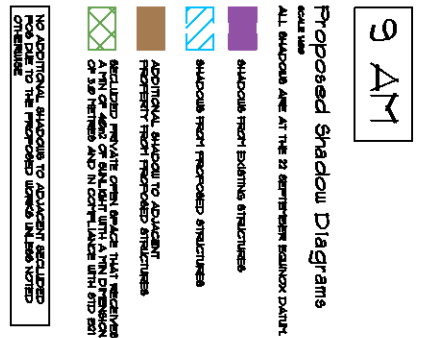 9 AM
Proposed Shadow Diagrams
ALL SHADOWS ARE AT THE 22 SEPTEMBER EQUINOX DATUM.
SHADOWS FROM EXISTING STRUCTURES
SHADOWS FROM PROPOSED STRUCTURES
ADDITIONAL SHADOW TO ADJACENT
PROPERTY FROM PROPOSED STRUCTURES
SECLUDED PRIVATE OPEN SPACE THAT RECEIVES
A MIN OF 40m2 OF SUNLIGHT WITH A MIN DIMENSION
OF 3.0 METRES AND IN COMPLIANCE WITH STD
NO ADDITIONAL SHADOWS TO ADJACENT SECLUDED
POS DUE TO THE PROPOSED WORKS UNLESS NOTED
OTHERWISE